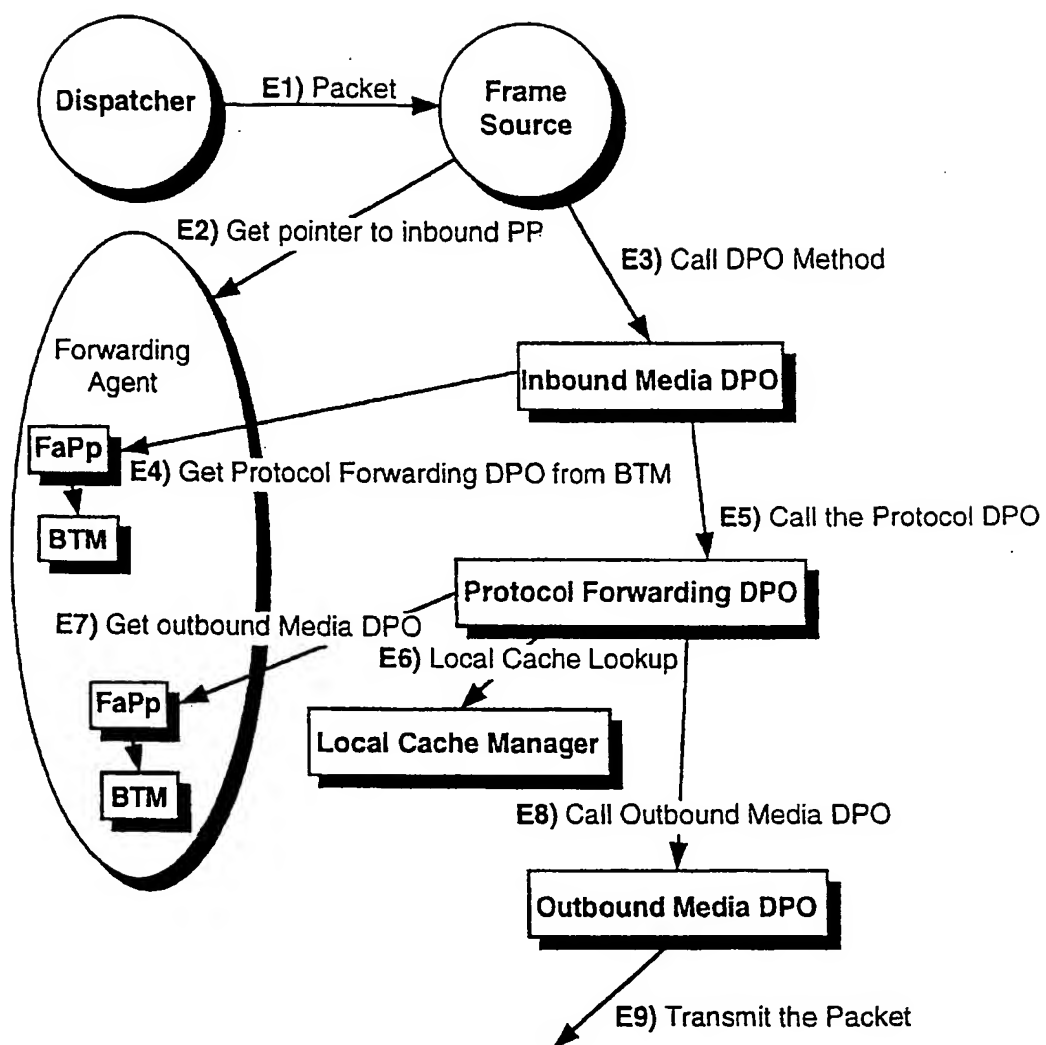 Dispatcher
E1) Packet
Frame
Source
E2) Get pointer to inbound PP
E3) Call DPO Method
Forwarding
Agent
Inbound Media DPO
FaPp
E4) Get Protocol Forwarding DPO from BTM
BTM
E5) Call the Protocol DPO
Protocol Forwarding DPO
E7) Get outbound Media DPO
E6) Local Cache Lookup
FaPp
Local Cache Manager
BTM
E8) Call Outbound Media DPO
Outbound Media DPO
E9) Transmit the Packet